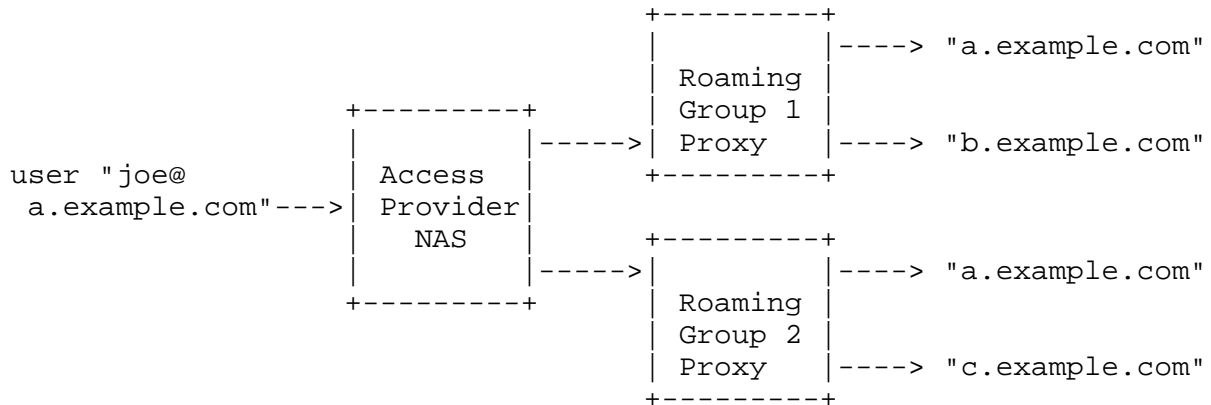 +---------+
                                            |         |----> "a.example.com"
                                            | Roaming |
                        +---------+         | Group 1 |
                        |         |----->| Proxy   |----> "b.example.com"
user "joe@              | Access  |         +---------+
 a.example.com"--->| Provider|
                        |   NAS   |         +---------+
                        |         |----->|         |----> "a.example.com"
                        +---------+         | Roaming |
                                            | Group 2 |
                                            | Proxy   |----> "c.example.com"
                                            +---------+